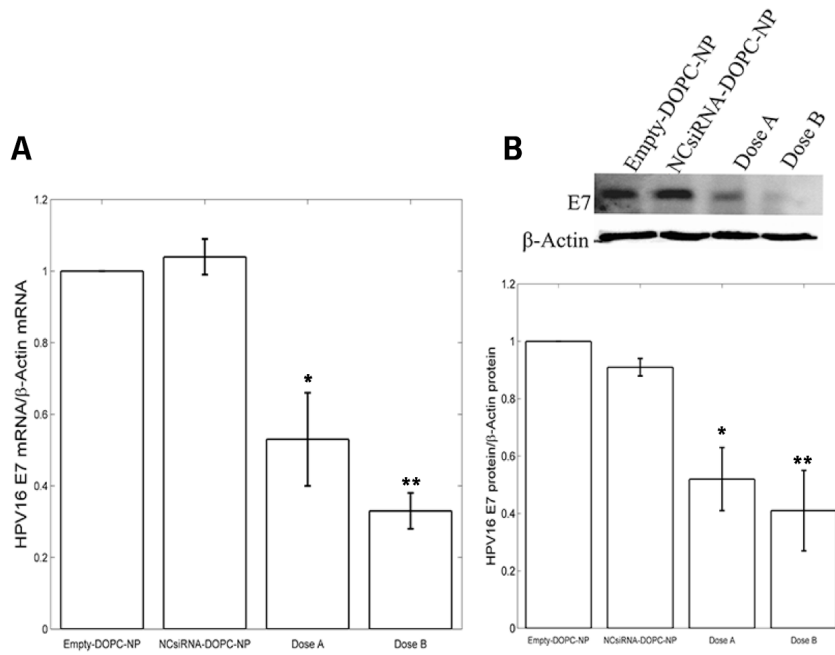 A
HPV16 E7 mRNA/β-Actin mRNA
1.2
1
0.8
0.6
0.4
0.2
0
*
**
Empty-DOPC-NP NCsiRNA-DOPC-NP Dose A Dose B
B
Empty-DOPC-NP
NCsiRNA-DOPC-NP
Dose A
Dose B
E7
β-Actin
HPV16 E7 protein/β-Actin protein
1.2
1
0.8
0.6
0.4
0.2
0
*
**
Empty-DOPC-NP NCsiRNA-DOPC-NP Dose A Dose B